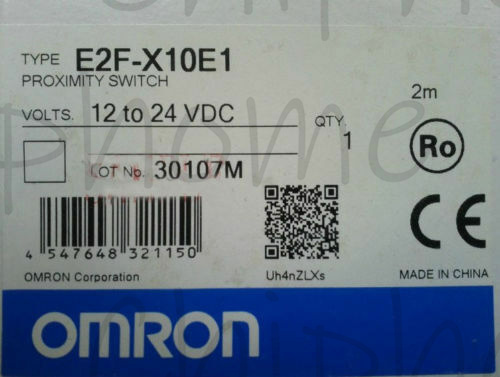 TYPE E2F-X10E1
PROXIMITY SWITCH
2m
VOLTS. 12 to 24 VDC
QTY.
1
Ro
LOT No. 30107M
CE
4 547648 321150
OMRON Corporation
Uh4nZLXs
MADE IN CHINA
OMRON